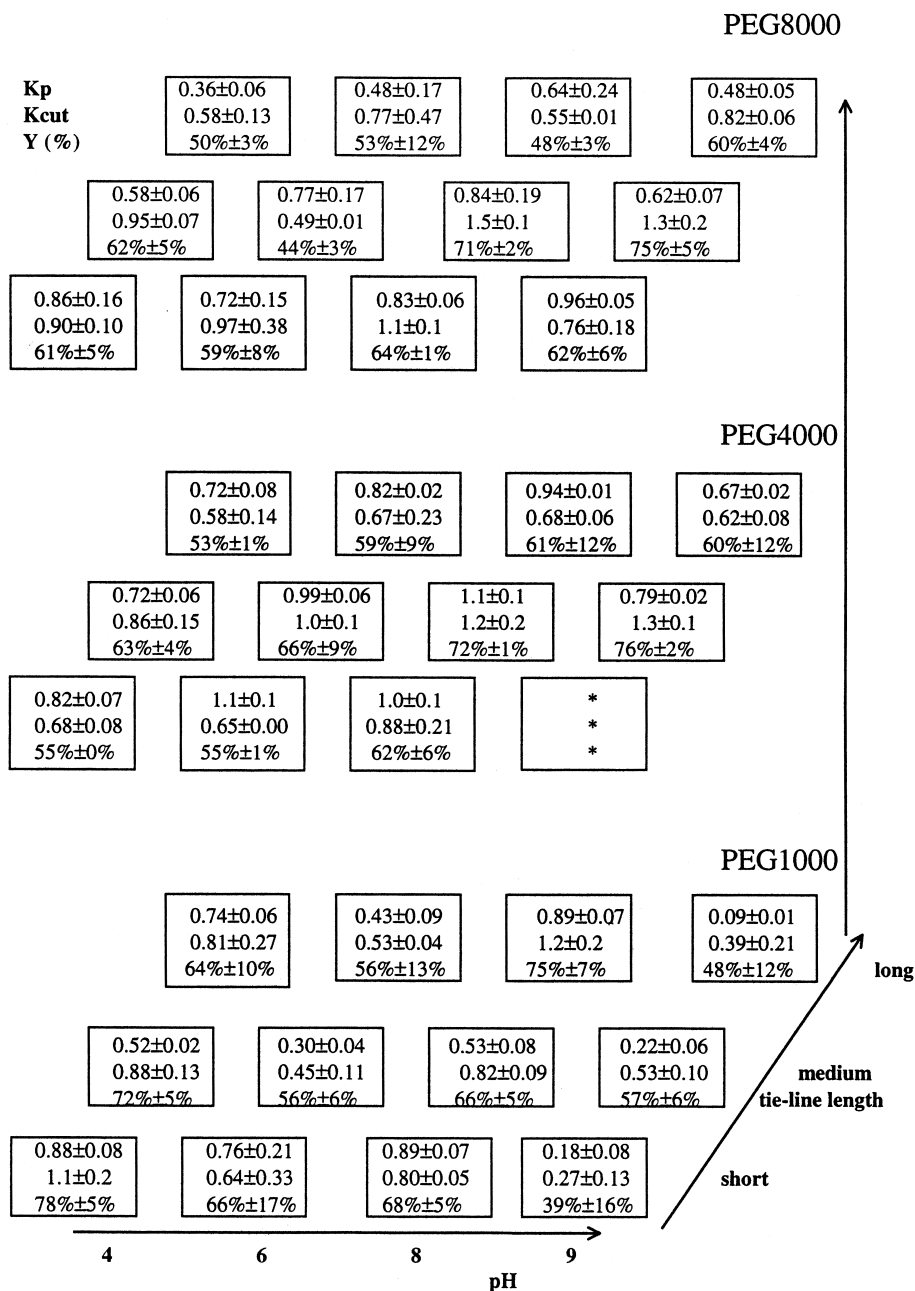 PEG8000
Kp 0.36±0.06 0.48±0.17 0.64±0.24 0.48±0.05
Kcut 0.58±0.13 0.77±0.47 0.55±0.01 0.82±0.06
Y (%) 50%±3% 53%±12% 48%±3% 60%±4%
0.58±0.06 0.77±0.17 0.84±0.19 0.62±0.07
0.95±0.07 0.49±0.01 1.5±0.1 1.3±0.2
62%±5% 44%±3% 71%±2% 75%±5%
0.86±0.16 0.72±0.15 0.83±0.06 0.96±0.05
0.90±0.10 0.97±0.38 1.1±0.1 0.76±0.18
61%±5% 59%±8% 64%±1% 62%±6%
PEG4000
0.72±0.08 0.82±0.02 0.94±0.01 0.67±0.02
0.58±0.14 0.67±0.23 0.68±0.06 0.62±0.08
53%±1% 59%±9% 61%±12% 60%±12%
0.72±0.06 0.99±0.06 1.1±0.1 0.79±0.02
0.86±0.15 1.0±0.1 1.2±0.2 1.3±0.1
63%±4% 66%±9% 72%±1% 76%±2%
0.82±0.07 1.1±0.1 1.0±0.1 *
0.68±0.08 0.65±0.00 0.88±0.21 *
55%±0% 55%±1% 62%±6% *
PEG1000
0.74±0.06 0.43±0.09 0.89±0.07 0.09±0.01
0.81±0.27 0.53±0.04 1.2±0.2 0.39±0.21
64%±10% 56%±13% 75%±7% 48%±12%
long
0.52±0.02 0.30±0.04 0.53±0.08 0.22±0.06
0.88±0.13 0.45±0.11 0.82±0.09 0.53±0.10
72%±5% 56%±6% 66%±5% 57%±6%
medium
tie-line length
0.88±0.08 0.76±0.21 0.89±0.07 0.18±0.08
1.1±0.2 0.64±0.33 0.80±0.05 0.27±0.13
78%±5% 66%±17% 68%±5% 39%±16%
short
4 6 8 9
pH